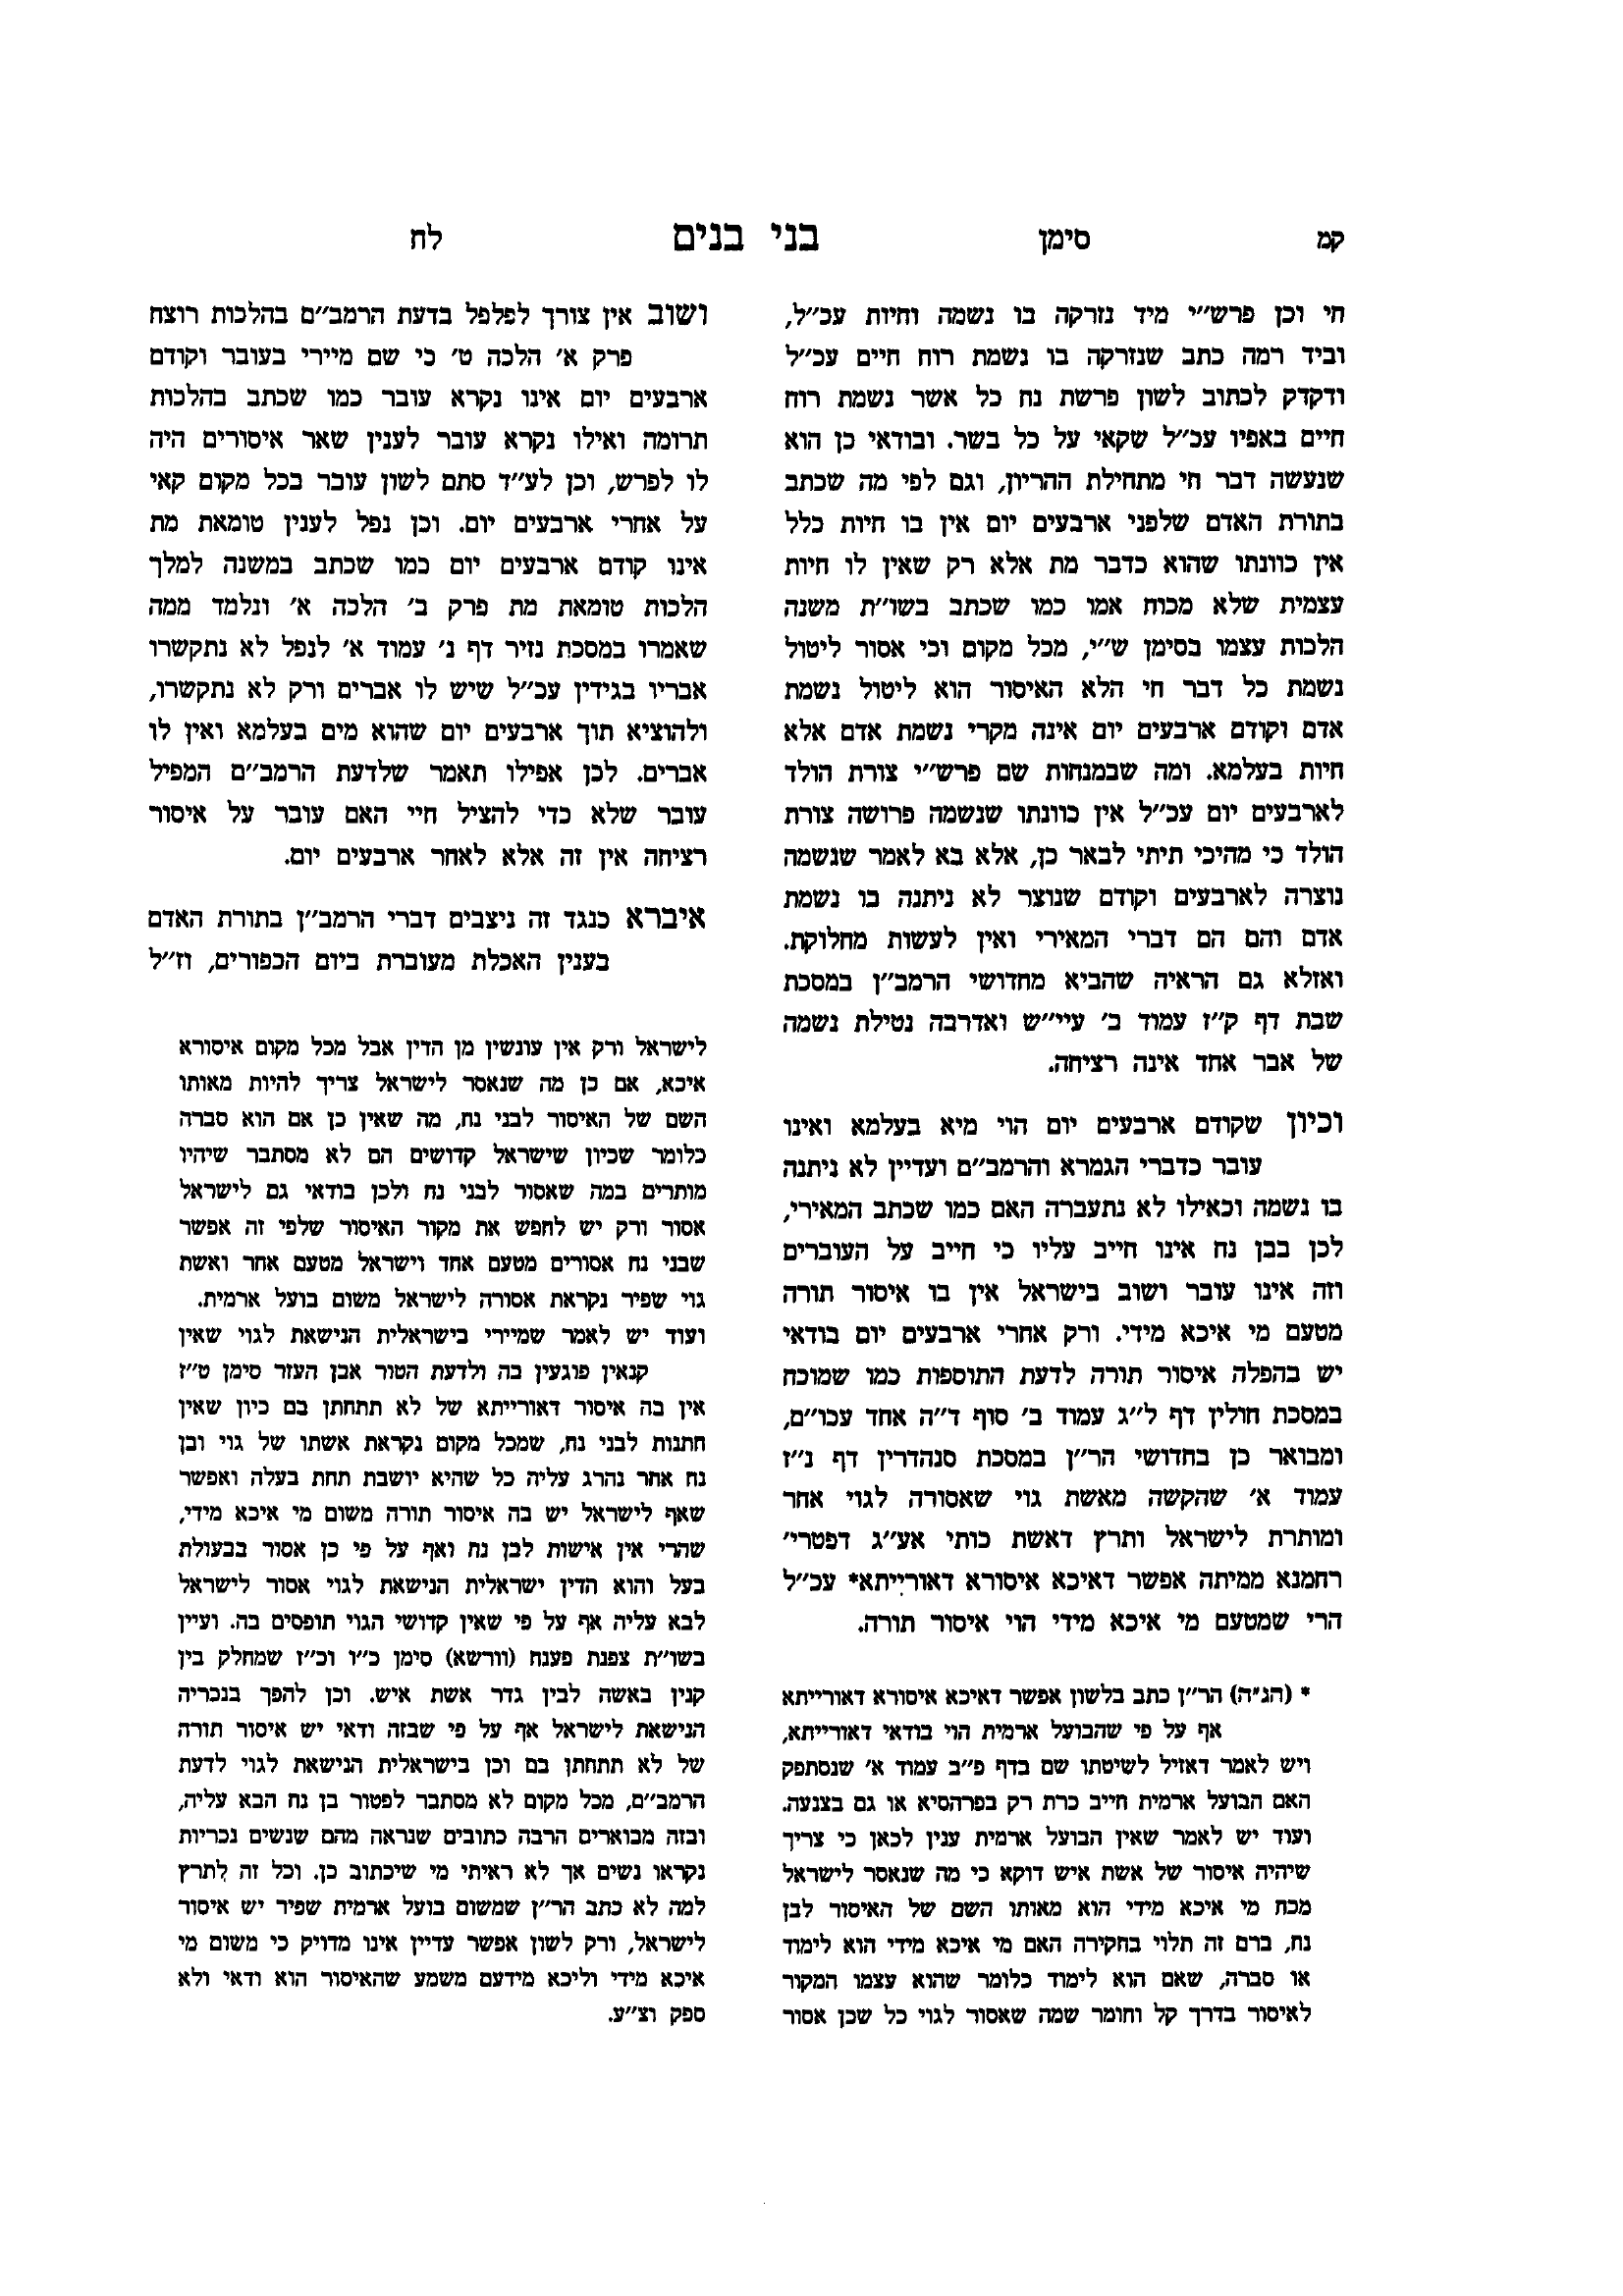 קמ סימן בני בנים לח
חי וכן פרש״י מיד נזרקה בו נשמה וחיות עכ״ל,
וביד רמה כתב שנזרקה בו נשמת רוח חיים עכ״ל
ודקדק לכתוב לשון פרשת נח כל אשר נשמת רוח
חיים באפיו עכ״ל שקאי על כל בשר. ובודאי כן הוא
שנעשה דבר חי מתחילת ההריון, וגם לפי מה שכתב
בתורת האדם שלפני ארבעים יום אין בו חיות כלל
אין כוונתו שהוא כדבר מת אלא רק שאין לו חיות
עצמית שלא מכוח אמו כמו שכתב בשו״ת משנה
הלכות עצמו בסימן ש״י, מכל מקום וכי אסור ליטול
נשמת כל דבר חי הלא האיסור הוא ליטול נשמת
אדם וקודם ארבעים יום אינה מקרי נשמת אדם אלא
חיות בעלמא. ומה שבמנחות שם פרש״י צורת הולד
לארבעים יום עכ״ל אין כוונתו שנשמה פרושה צורת
הולד כי מהיכי תיתי לבאר כן, אלא בא לאמר שנשמה
נוצרה לארבעים וקודם שנוצר לא ניתנה בו נשמת
אדם והם הם דברי המאירי ואין לעשות מחלוקת.
ואזלא גם הראיה שהביא מחדושי הרמב״ן במסכת
שבת דף ק״ז עמוד ב׳ עיי״ש ואדרבה נטילת נשמה
של אבר אחד אינה רציחה.
וכיון שקודם ארבעים יום הוי מיא בעלמא ואינו
עובר כדברי הגמרא והרמב״ם ועדיין לא ניתנה
בו נשמה וכאילו לא נתעברה האם כמו שכתב המאירי,
לכן בבן נח אינו חייב עליו כי חייב על העוברים
וזה אינו עובר ושוב בישראל אין בו איסור תורה
מטעם מי איכא מידי. ורק אחרי ארבעים יום בודאי
יש בהפלה איסור תורה לדעת התוספות כמו שמוכח
במסכת חולין דף ל״ג עמוד ב׳ סוף ד״ה אחד עכו״ם,
ומבואר כן בחדושי הר״ן במסכת סנהדרין דף נ״ז
עמוד א׳ שהקשה מאשת גוי שאסורה לגוי אחר
ומותרת לישראל ותרץ דאשת כותי אע״ג דפטרי׳
רחמנא ממיתה אפשר דאיכא איסורא דאורייתא* עכ״ל
הרי שמטעם מי איכא מידי הוי איסור תורה.
* (הג״ה) הר״ן כתב בלשון אפשר דאיכא איסורא דאורייתא
אף על פי שהבועל ארמית הוי בודאי דאורייתא,
ויש לאמר דאזיל לשיטתו שם בדף פ״ב עמוד א׳ שנסתפק
האם הבועל ארמית חייב כרת רק בפרהסיא או גם בצנעה.
ועוד יש לאמר שאין הבועל ארמית ענין לכאן כי צריך
שיהיה איסור של אשת איש דוקא כי מה שנאסר לישראל
מכח מי איכא מידי הוא מאותו השם של האיסור לבן
נח, ברם זה תלוי בחקירה האם מי איכא מידי הוא לימוד
או סברה, שאם הוא לימוד כלומר שהוא עצמו המקור
לאיסור בדרך קל וחומר שמה שאסור לגוי כל שכן אסור
ושוב אין צורך לפלפל בדעת הרמב״ם בהלכות רוצח
פרק א׳ הלכה ט׳ כי שם מיירי בעובר וקודם
ארבעים יום אינו נקרא עובר כמו שכתב בהלכות
תרומה ואילו נקרא עובר לענין שאר איסורים היה
לו לפרש, וכן לע״ד סתם לשון עובר בכל מקום קאי
על אחרי ארבעים יום. וכן נפל לענין טומאת מת
אינו קודם ארבעים יום כמו שכתב במשנה למלך
הלכות טומאת מת פרק ב׳ הלכה א׳ ונלמד ממה
שאמרו במסכת נזיר דף נ׳ עמוד א׳ לנפל לא נתקשרו
אבריו בגידין עכ״ל שיש לו אברים ורק לא נתקשרו,
ולהוציא תוך ארבעים יום שהוא מים בעלמא ואין לו
אברים. לכן אפילו תאמר שלדעת הרמב״ם המפיל
עובר שלא כדי להציל חיי האם עובר על איסור
רציחה אין זה אלא לאחר ארבעים יום.
איברא כנגד זה ניצבים דברי הרמב״ן בתורת האדם
בענין האכלת מעוברת ביום הכפורים, וז״ל
לישראל ורק אין עונשין מן הדין אבל מכל מקום איסורא
איכא, אם כן מה שנאסר לישראל צריך להיות מאותו
השם של האיסור לבני נח, מה שאין כן אם הוא סברה
כלומר שכיון שישראל קדושים הם לא מסתבר שיהיו
מותרים במה שאסור לבני נח ולכן בודאי גם לישראל
אסור ורק יש לחפש את מקור האיסור שלפי זה אפשר
שבני נח אסורים מטעם אחד וישראל מטעם אחר ואשת
גוי שפיר נקראת אסורה לישראל משום בועל ארמית.
ועוד יש לאמר שמיירי בישראלית הנישאת לגוי שאין
קנאין פוגעין בה ולדעת הטור אבן העזר סימן ט״ז
אין בה איסור דאורייתא של לא תתחתן בם כיון שאין
חתנות לבני נח, שמכל מקום נקראת אשתו של גוי ובן
נח אחר נהרג עליה כל שהיא יושבת תחת בעלה ואפשר
שאף לישראל יש בה איסור תורה משום מי איכא מידי,
שהרי אין אישות לבן נח ואף על פי כן אסור בבעולת
בעל והוא הדין ישראלית הנישאת לגוי אסור לישראל
לבא עליה אף על פי שאין קדושי הגוי תופסים בה. ועיין
בשו״ת צפנת פענח (וורשא) סימן כ״ו וכ״ז שמחלק בין
קנין באשה לבין גדר אשת איש. וכן להפך בנכריה
הנישאת לישראל אף על פי שבזה ודאי יש איסור תורה
של לא תתחתן בם וכן בישראלית הנישאת לגוי לדעת
הרמב״ם, מכל מקום לא מסתבר לפטור בן נח הבא עליה,
ובזה מבוארים הרבה כתובים שנראה מהם שנשים נכריות
נקראו נשים אך לא ראיתי מי שיכתוב כן. וכל זה לתרץ
למה לא כתב הר״ן שמשום בועל ארמית שפיר יש איסור
לישראל, ורק לשון אפשר עדיין אינו מדויק כי משום מי
איכא מידי וליכא מידעם משמע שהאיסור הוא ודאי ולא
ספק וצ״ע.